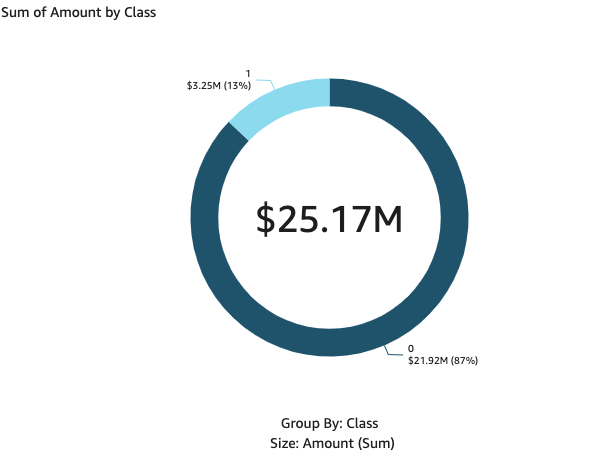 Sum of Amount by Class
1
$3.25M (13%)
$25.17M
0
$21.92M (87%)
Group By: Class
Size: Amount (Sum)